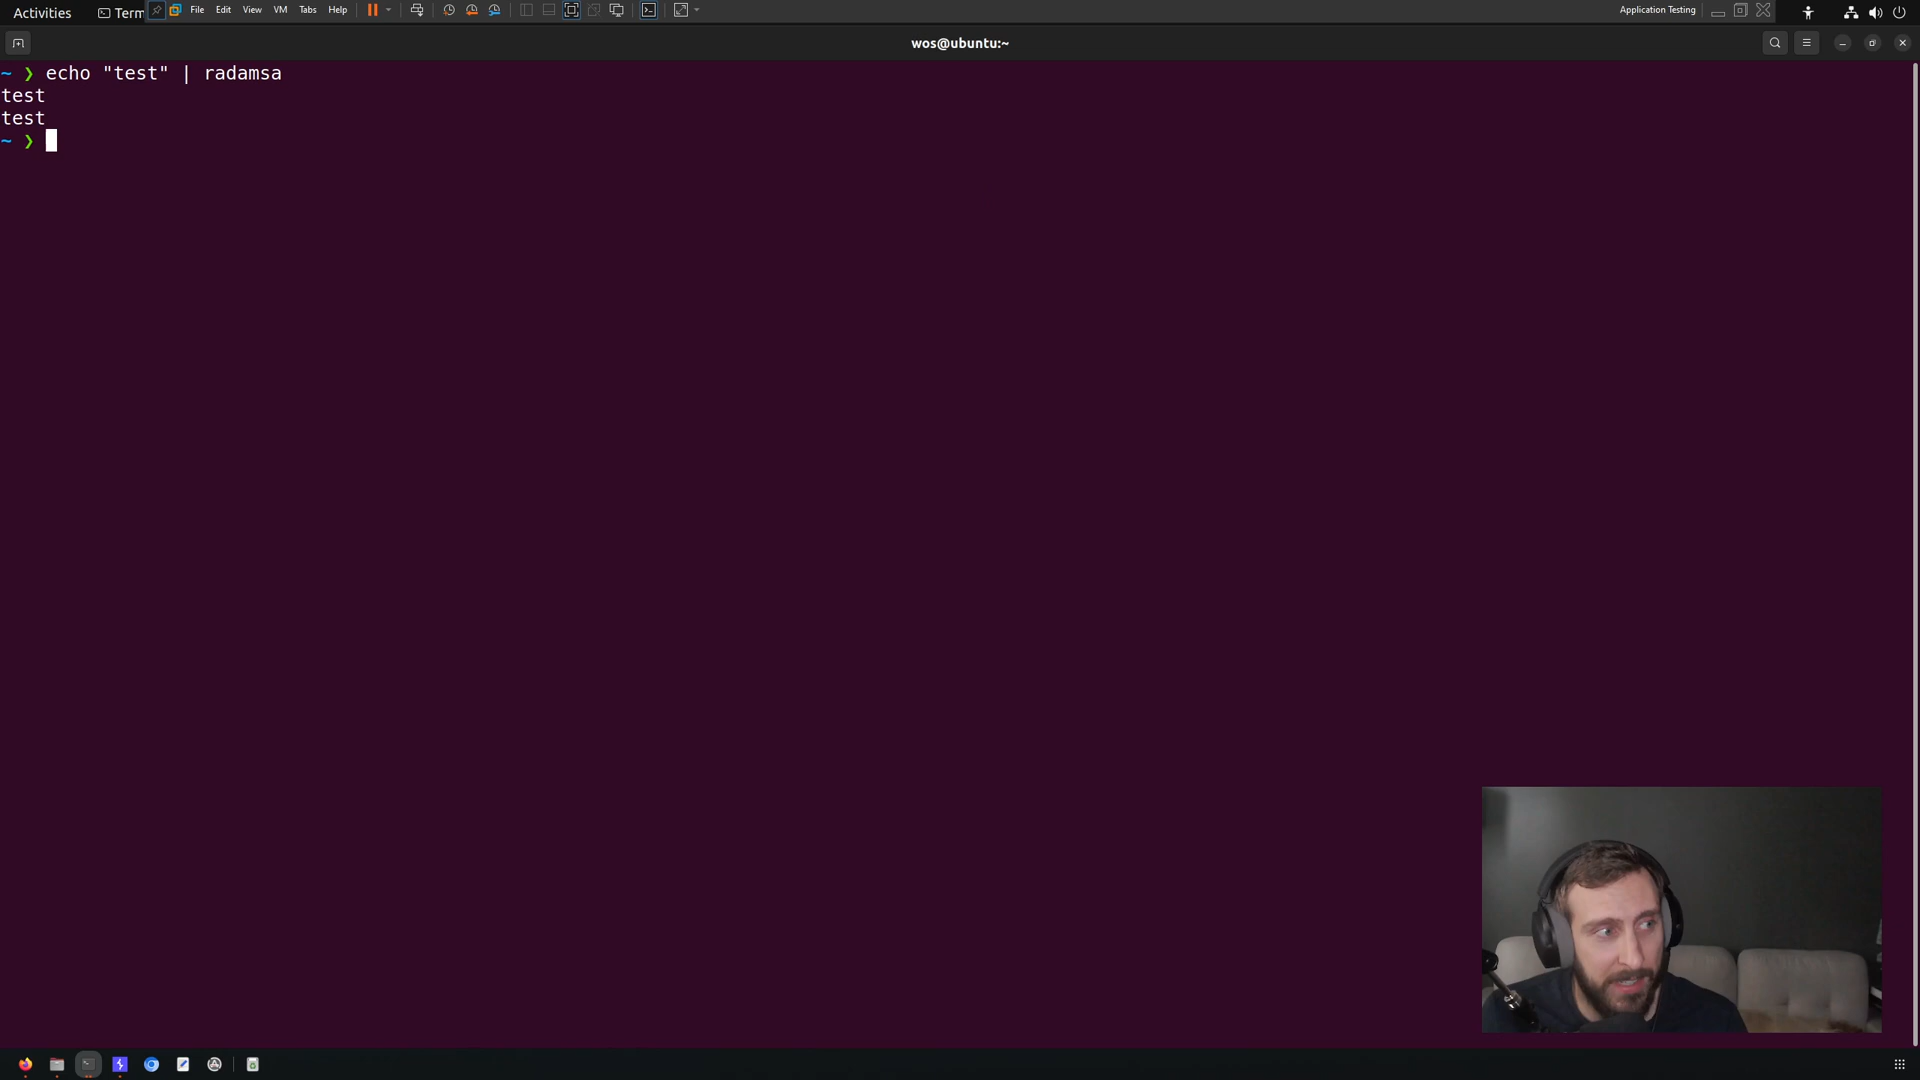 Activities
Term
File Edit View VM Tabs Help
Application Testing
wos@ubuntu:~
~ ❯ echo "test" | radamsa
test
test
~ ❯